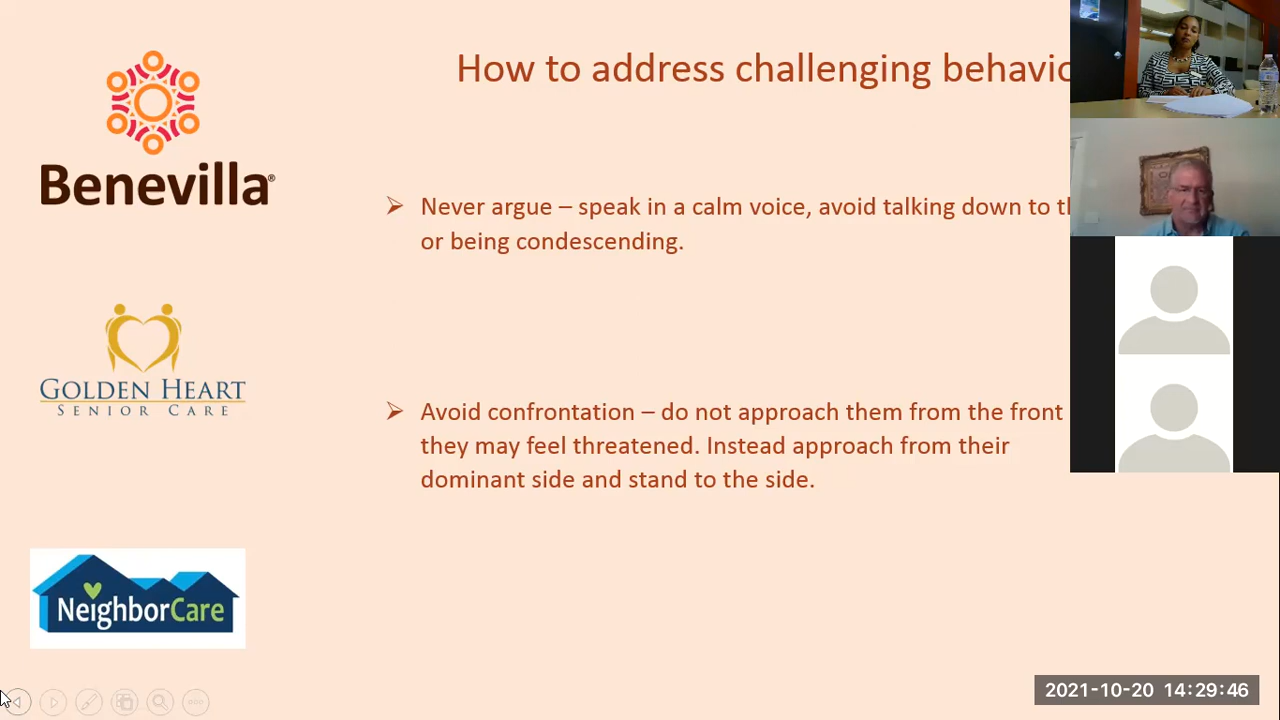 How to address challenging behavio
Benevilla®
Never argue – speak in a calm voice, avoid talking down to th
or being condescending.
GOLDEN HEART
SENIOR CARE
Avoid confrontation – do not approach them from the front
they may feel threatened. Instead approach from their
dominant side and stand to the side.
NeighborCare
2021-10-20 14:29:46